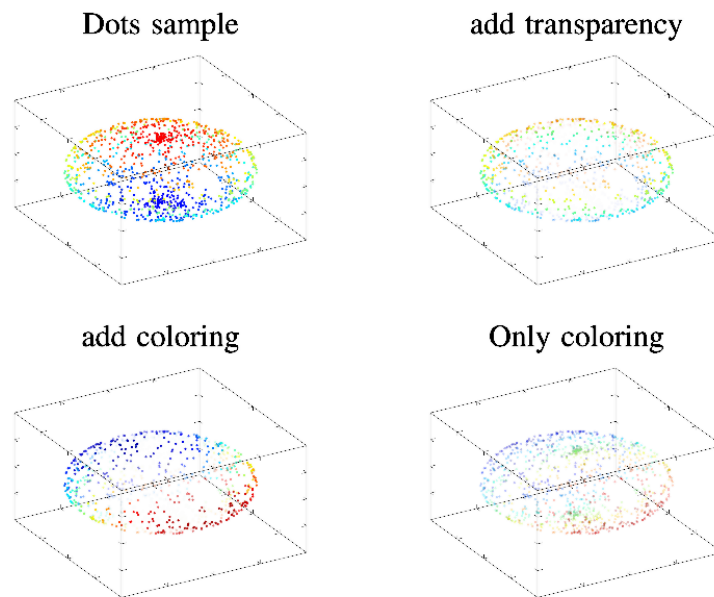 Dots sample
add transparency
add coloring
Only coloring